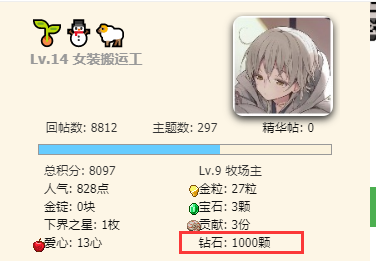 Lv.14 女装搬运工
回帖数: 8812 主题数: 297 精华帖: 0
总积分: 8097 Lv.9 牧场主
人气: 828点 金粒: 27粒
金锭: 0块 宝石: 3颗
下界之星: 1枚 贡献: 3份
爱心: 13心 钻石: 1000颗